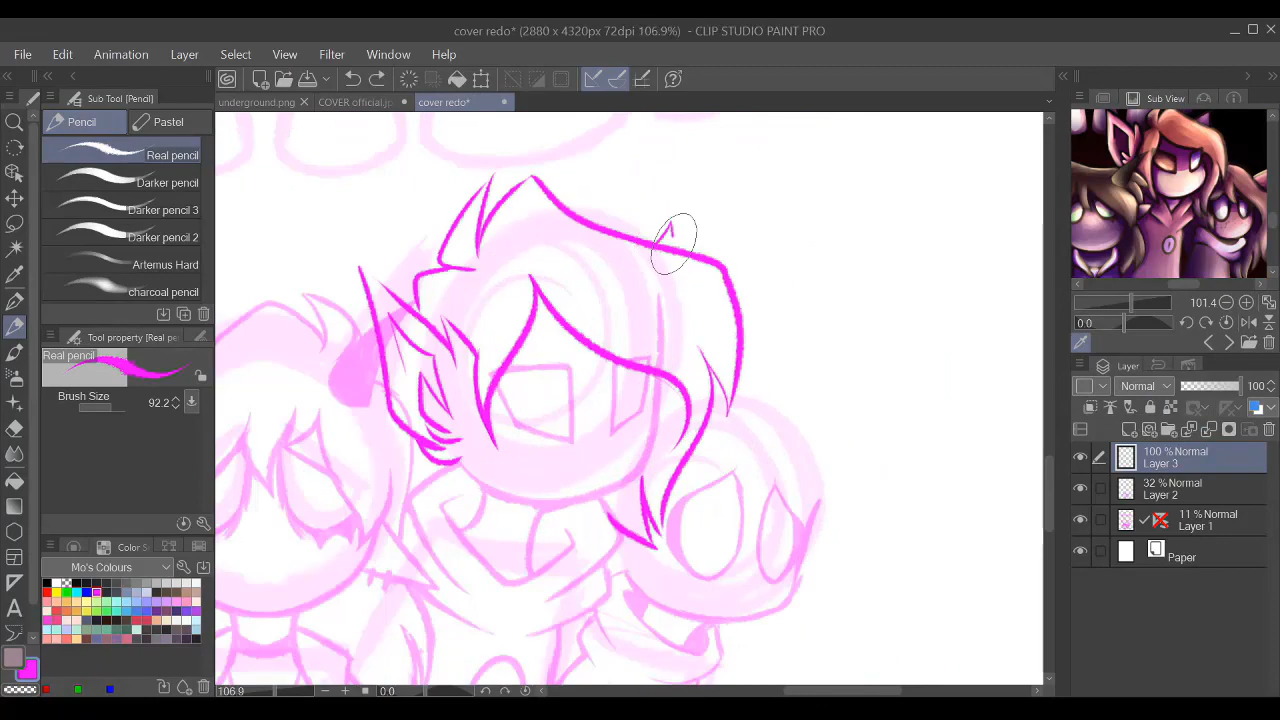 cover redo* (2880 x 4320px 72dpi 106.9%) - CLIP STUDIO PAINT PRO
File Edit Animation Layer Select View Filter Window Help
Sub Tool [Pencil]
underground.png
COVER official.jp
cover redo*
Sub View
Pencil
Pastel
Real pencil
Darker pencil
Darker pencil 3
Darker pencil 2
Artemus Hard
charcoal pencil
Tool property [Real pe
Real pencil
Brush Size 92.2
Color S
Mo's Colours
106.9
0.0
101.4
0.0
Layer
Normal 100
100 % Normal
Layer 3
32 % Normal
Layer 2
11 % Normal
Layer 1
Paper